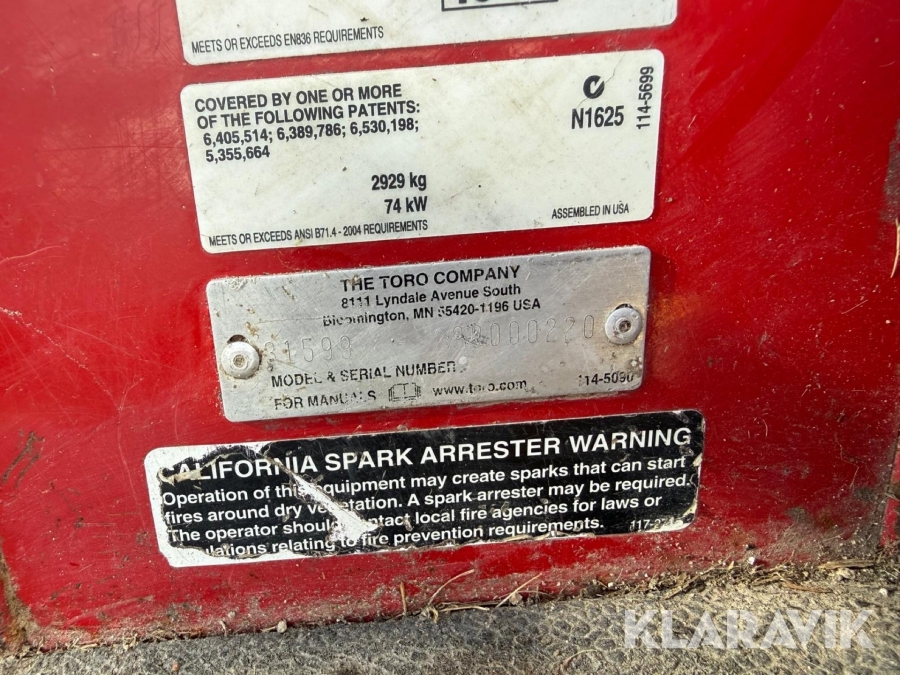 MEETS OR EXCEEDS EN836 REQUIREMENTS
COVERED BY ONE OR MORE
OF THE FOLLOWING PATENTS:
6,405,514; 6,389,786; 6,530,198;
5,355,664
N1625
114-5699
2929 kg
74 kW
ASSEMBLED IN USA
MEETS OR EXCEEDS ANSI B71.4 - 2004 REQUIREMENTS
THE TORO COMPANY
8111 Lyndale Avenue South
Bloomington, MN 55420-1196 USA
MODEL & SERIAL NUMBER
FOR MANUALS www.toro.com
114-5090
CALIFORNIA SPARK ARRESTER WARNING
Operation of this equipment may create sparks that can start
fires around dry vegetation. A spark arrester may be required.
The operator should contact local fire agencies for laws or
regulations relating to fire prevention requirements.
KLARAVIK